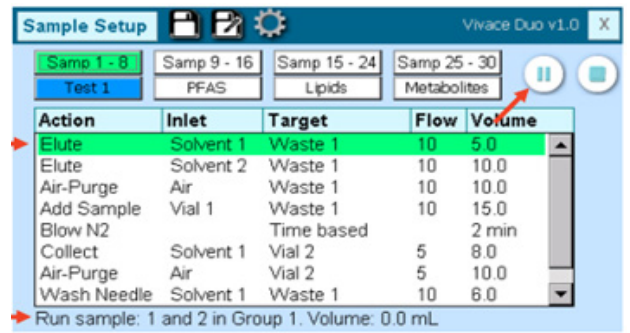 Sample Setup Vivace Duo v1.0 X
Samp 1 - 8 Samp 9 - 16 Samp 15 - 24 Samp 25 - 30
Test 1 PFAS Lipids Metabolites
Action Inlet Target Flow Volume
Elute Solvent 1 Waste 1 10 5.0
Elute Solvent 2 Waste 1 10 10.0
Air-Purge Air Waste 1 10 10.0
Add Sample Vial 1 Waste 1 10 15.0
Blow N2 Time based 2 min
Collect Solvent 1 Vial 2 5 8.0
Air-Purge Air Vial 2 5 10.0
Wash Needle Solvent 1 Waste 1 10 6.0
Run sample: 1 and 2 in Group 1. Volume: 0.0 mL